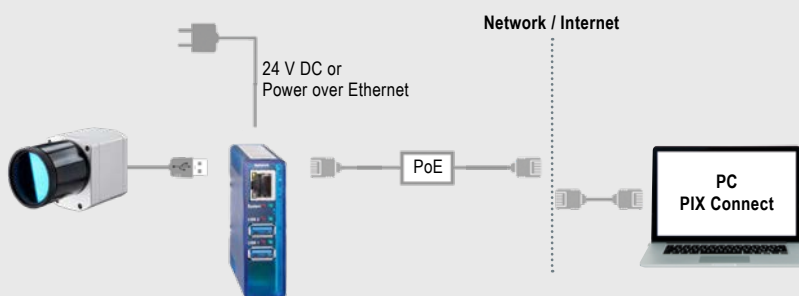 Network / Internet
24 V DC or
Power over Ethernet
PoE
PC
PIX Connect